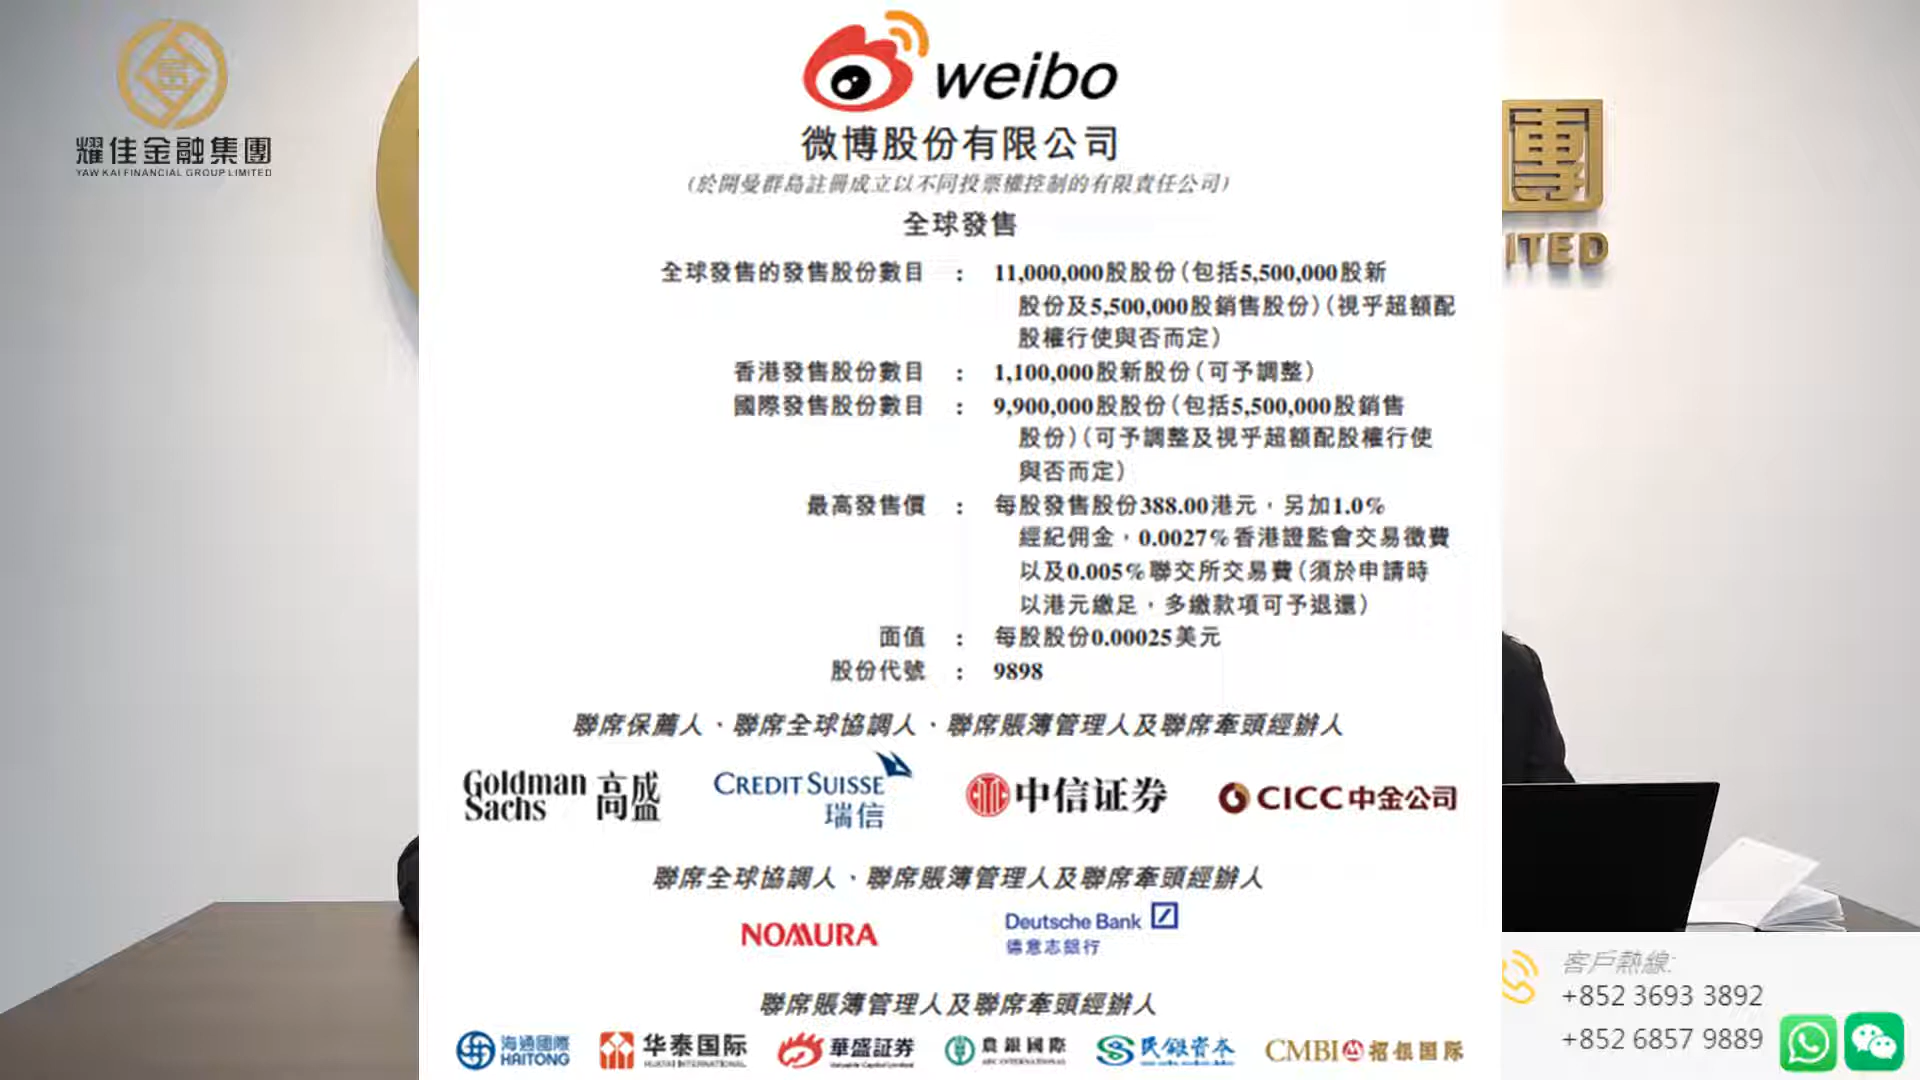 耀佳金融集團
YAW KAI FINANCIAL GROUP LIMITED
weibo
微博股份有限公司
(於開曼群島註冊成立以不同投票權控制的有限責任公司)
全球發售
全球發售的發售股份數目 : 11,000,000股股份(包括5,500,000股新
股份及5,500,000股銷售股份)(視乎超額配
股權行使與否而定)
香港發售股份數目 : 1,100,000股新股份(可予調整)
國際發售股份數目 : 9,900,000股股份(包括5,500,000股銷售
股份)(可予調整及視乎超額配股權行使
與否而定)
最高發售價 : 每股發售股份388.00港元,另加1.0%
經紀佣金,0.0027%香港證監會交易徵費
以及0.005%聯交所交易費(須於申請時
以港元繳足,多繳款項可予退還)
面值 : 每股股份0.00025美元
股份代號 : 9898
聯席保薦人、聯席全球協調人、聯席賬簿管理人及聯席牽頭經辦人
Goldman Sachs 高盛
CREDIT SUISSE 瑞信
中信证券
CICC中金公司
聯席全球協調人、聯席賬簿管理人及聯席牽頭經辦人
NOMURA
Deutsche Bank
德意志銀行
聯席賬簿管理人及聯席牽頭經辦人
海通國際 HAITONG
华泰国际 HUATAI INTERNATIONAL
華盛証券 Valuable Capital Limited
農銀國際 ABC INTERNATIONAL
民銀資本
CMBI招银国际
團
ITED
客戶熱線:
+852 3693 3892
+852 6857 9889